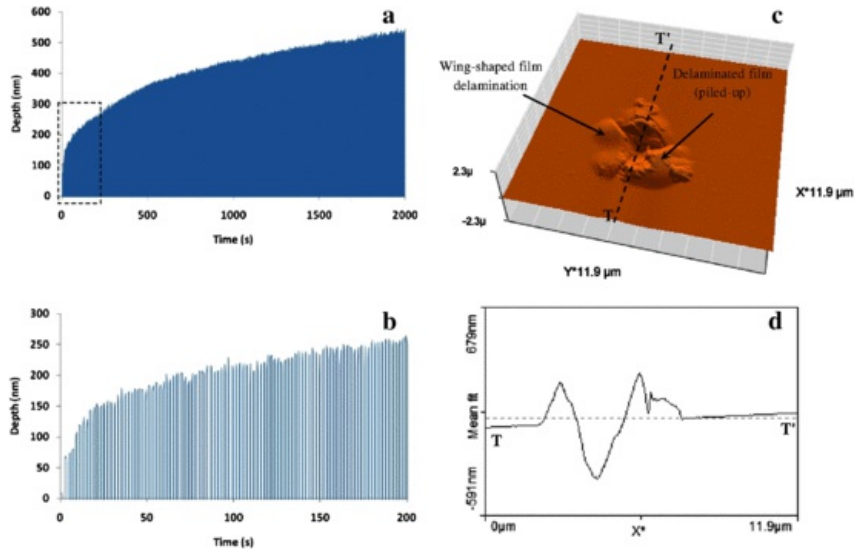 a
600
500
400
300
200
100
0
Depth (nm)
0 500 1000 1500 2000
Time (s)
c
T'
Wing-shaped film
delamination
Delaminated film
(piled-up)
2.3µ
-2.3µ
T
X*11.9 µm
Y*11.9 µm
b
300
250
200
150
100
50
0
Depth (nm)
0 50 100 150 200
Time (s)
d
679nm
Mean fit
-591nm
T T'
0µm X* 11.9µm